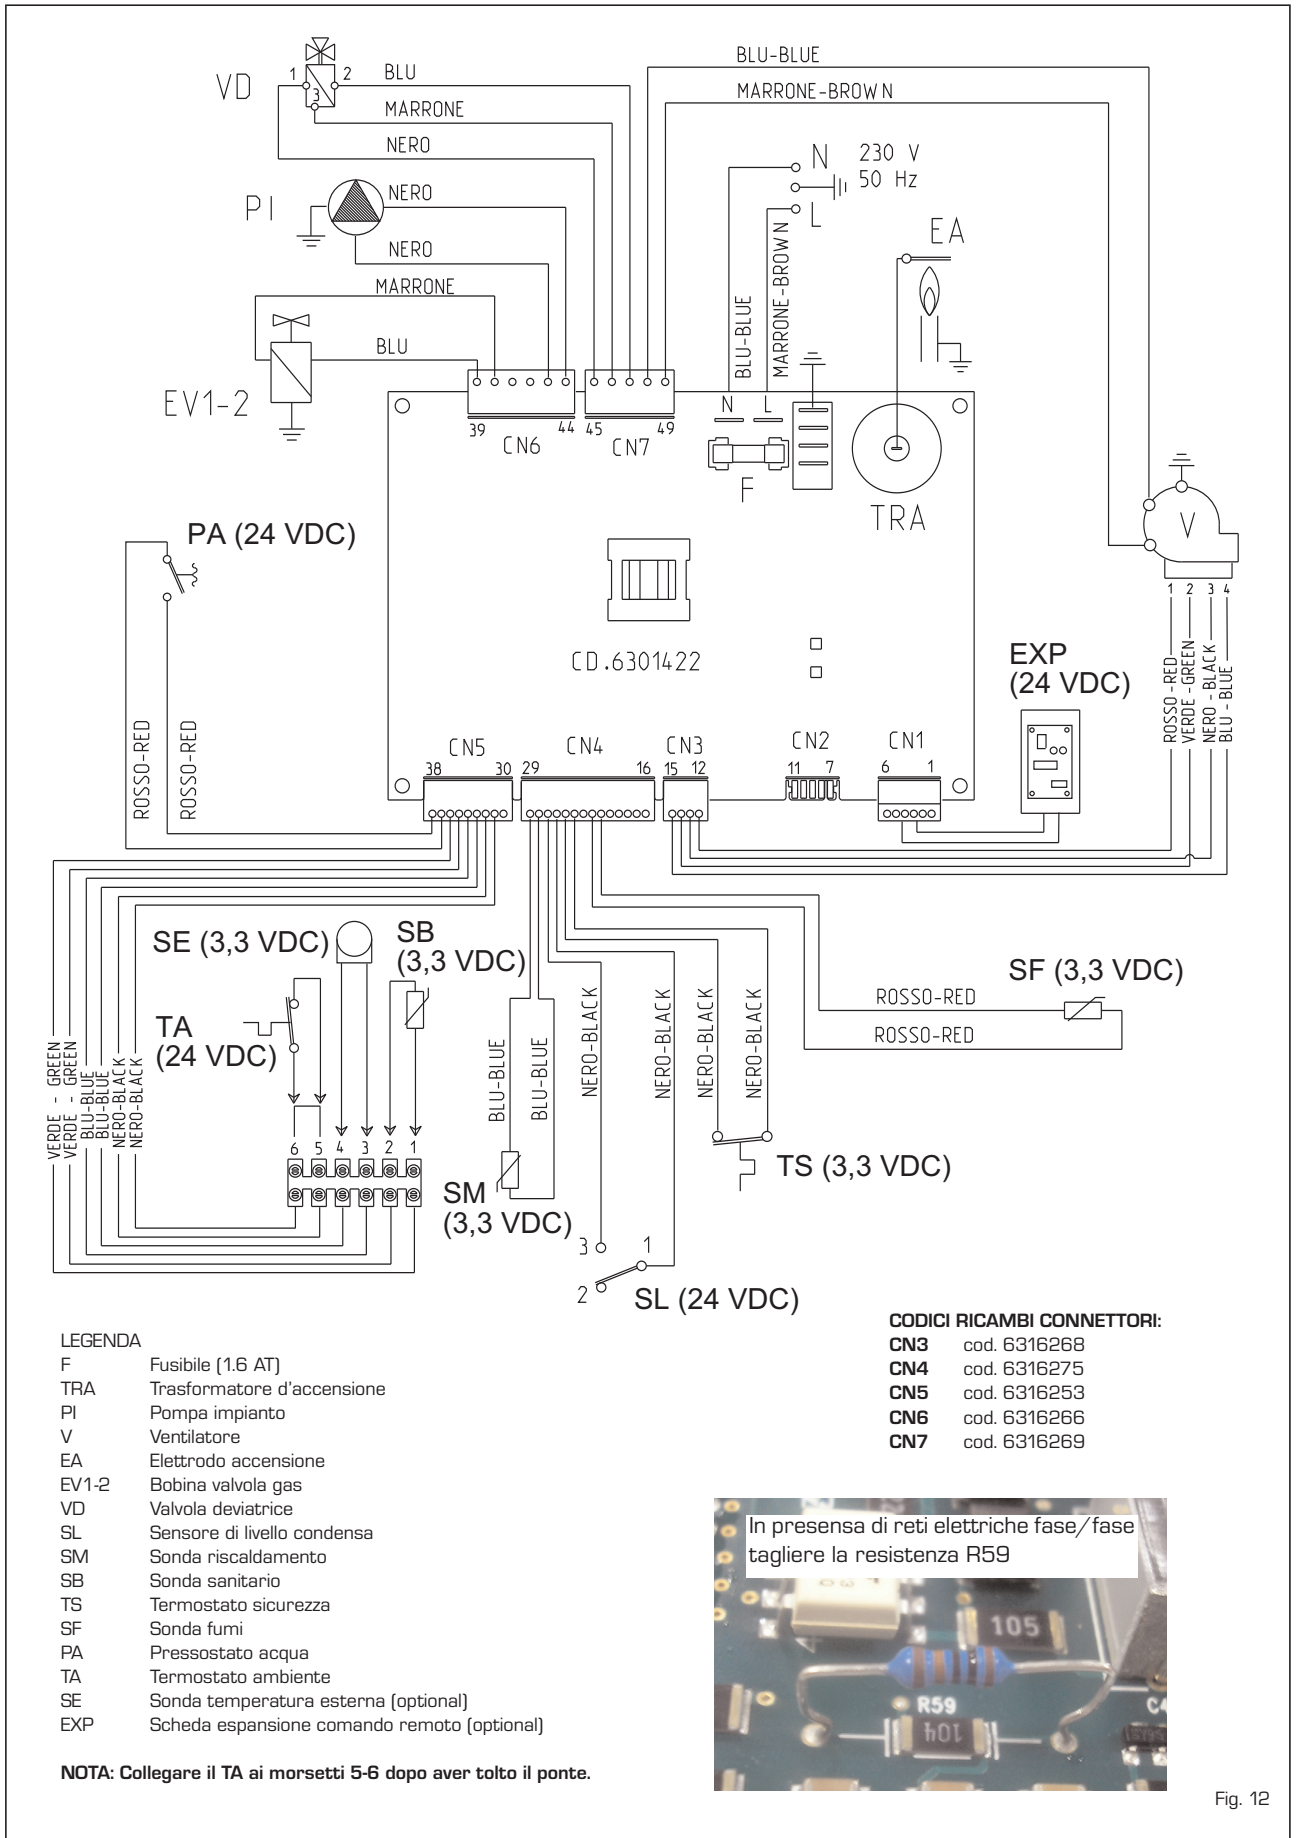 BLU-BLUE
MARRONE-BROWN
VD
1
2
3
BLU
MARRONE
NERO
PI
NERO
NERO
MARRONE
BLU
EV1-2
N 230 V
50 Hz
L
BLU-BLUE
MARRONE-BROWN
EA
39 CN6 44
45 CN7 49
N L
F
TRA
V
1 2 3 4
ROSSO-RED
VERDE-GREEN
NERO - BLACK
BLU - BLUE
PA (24 VDC)
ROSSO-RED
ROSSO-RED
CD.6301422
EXP
(24 VDC)
CN5
38 30
CN4
29 16
CN3
15 12
CN2
11 7
CN1
6 1
SE (3,3 VDC)
SB
(3,3 VDC)
TA
(24 VDC)
VERDE - GREEN
VERDE - GREEN
BLU-BLUE
BLU-BLUE
NERO-BLACK
NERO-BLACK
6 5 4 3 2 1
BLU-BLUE
BLU-BLUE
NERO-BLACK
NERO-BLACK
NERO-BLACK
NERO-BLACK
SF (3,3 VDC)
ROSSO-RED
ROSSO-RED
SM
(3,3 VDC)
TS (3,3 VDC)
3
1
2
SL (24 VDC)
LEGENDA
F Fusibile (1.6 AT)
TRA Trasformatore d'accensione
PI Pompa impianto
V Ventilatore
EA Elettrodo accensione
EV1-2 Bobina valvola gas
VD Valvola deviatrice
SL Sensore di livello condensa
SM Sonda riscaldamento
SB Sonda sanitario
TS Termostato sicurezza
SF Sonda fumi
PA Pressostato acqua
TA Termostato ambiente
SE Sonda temperatura esterna (optional)
EXP Scheda espansione comando remoto (optional)
NOTA: Collegare il TA ai morsetti 5-6 dopo aver tolto il ponte.
CODICI RICAMBI CONNETTORI:
CN3 cod. 6316268
CN4 cod. 6316275
CN5 cod. 6316253
CN6 cod. 6316266
CN7 cod. 6316269
In presensa di reti elettriche fase/fase
tagliere la resistenza R59
105
R59
104
Fig. 12